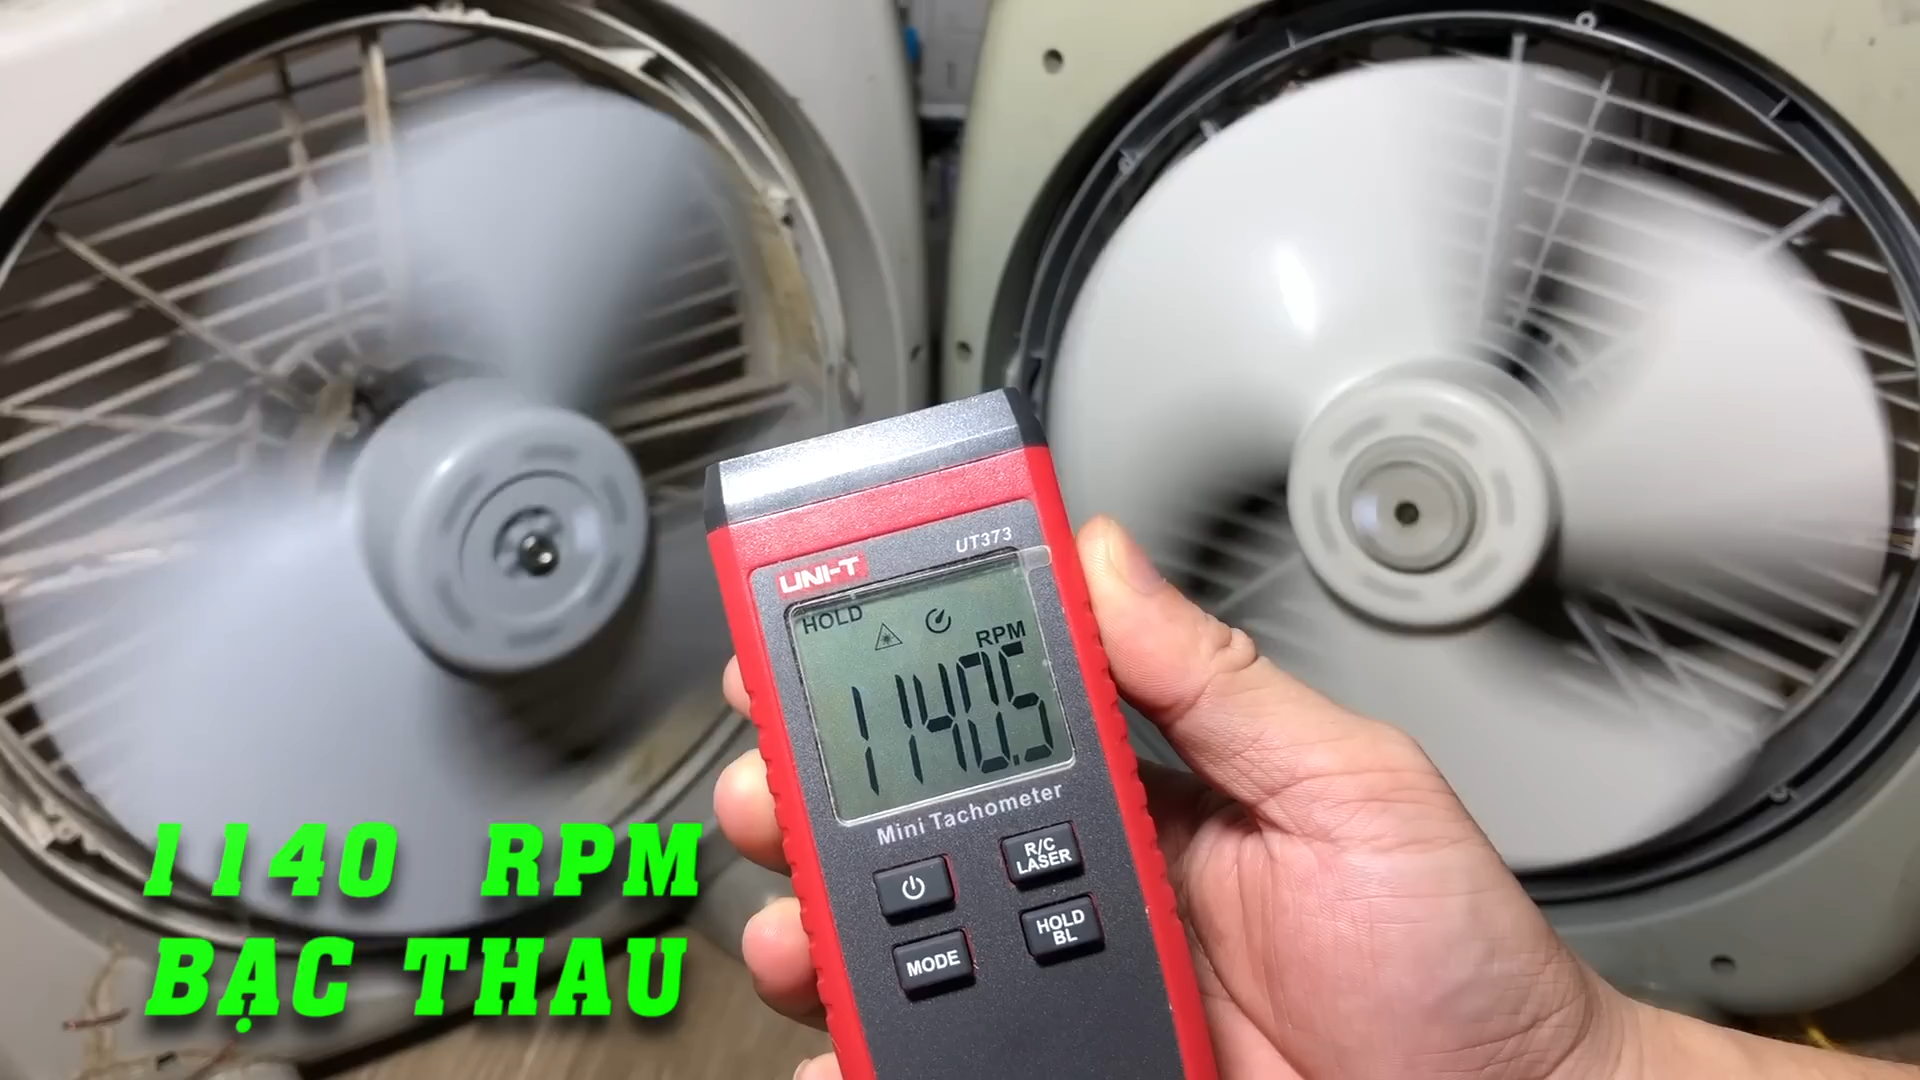 UNI-T
UT373
HOLD
RPM
1140.5
Mini Tachometer
R/C
LASER
HOLD
BL
MODE
1140 RPM
BẠC THAU